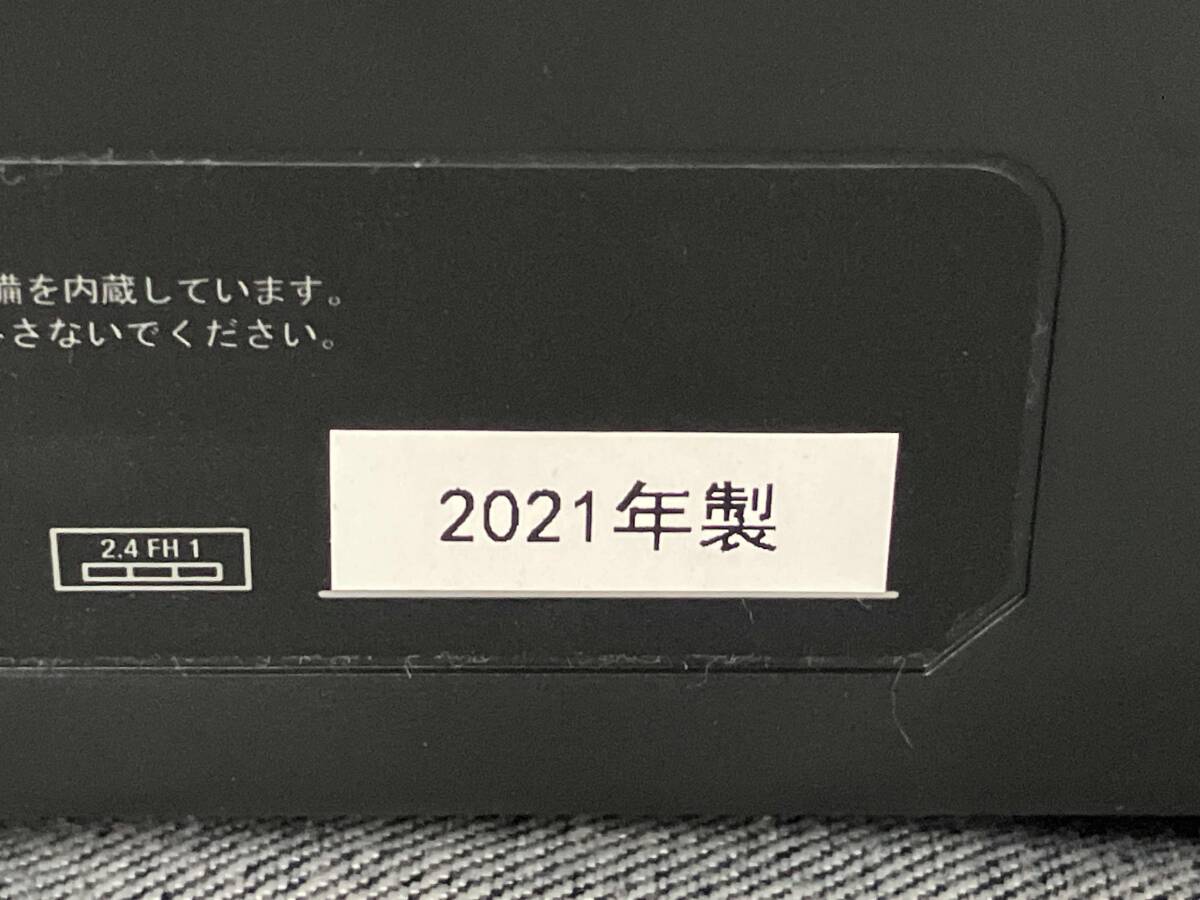 備を内蔵しています。
さないでください。
2.4 FH 1
2021年製